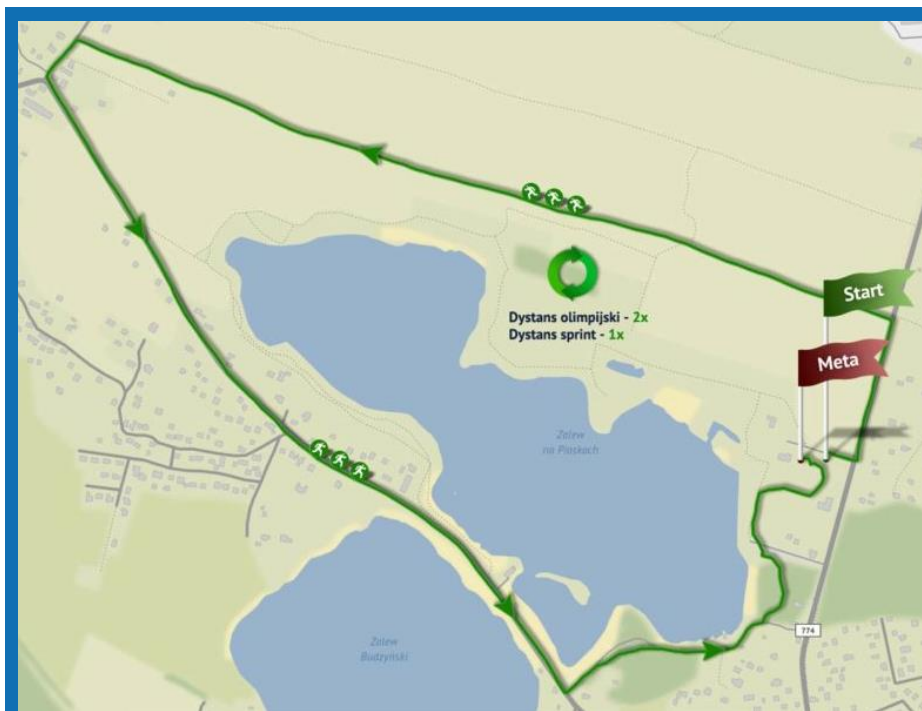 Start
Dystans olimpijski - 2x
Dystans sprint - 1x
Meta
Zalew
na Piaskach
774
Zalew
Budzyński